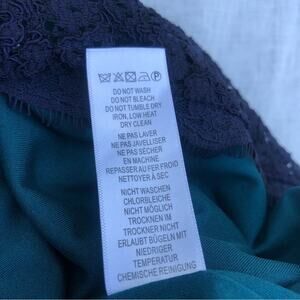 DO NOT WASH
DO NOT BLEACH
DO NOT TUMBLE DRY
IRON, LOW HEAT
DRY CLEAN
NE PAS LAVER
NE PAS JAVELLISER
NE PAS SÉCHER
EN MACHINE
REPASSER AU FER FROID
NETTOYER À SEC
NICHT WASCHEN
CHLORBLEICHE
NICHT MÖGLICH
TROCKNEN IM
TROCKNER NICHT
ERLAUBT BÜGELN MIT
NIEDRIGER
TEMPERATUR
CHEMISCHE REINIGUNG